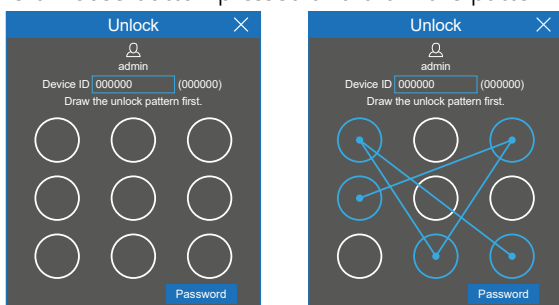 Unlock
admin
Device ID 000000 (000000)
Draw the unlock pattern first.
Password
Unlock
admin
Device ID 000000 (000000)
Draw the unlock pattern first.
Password